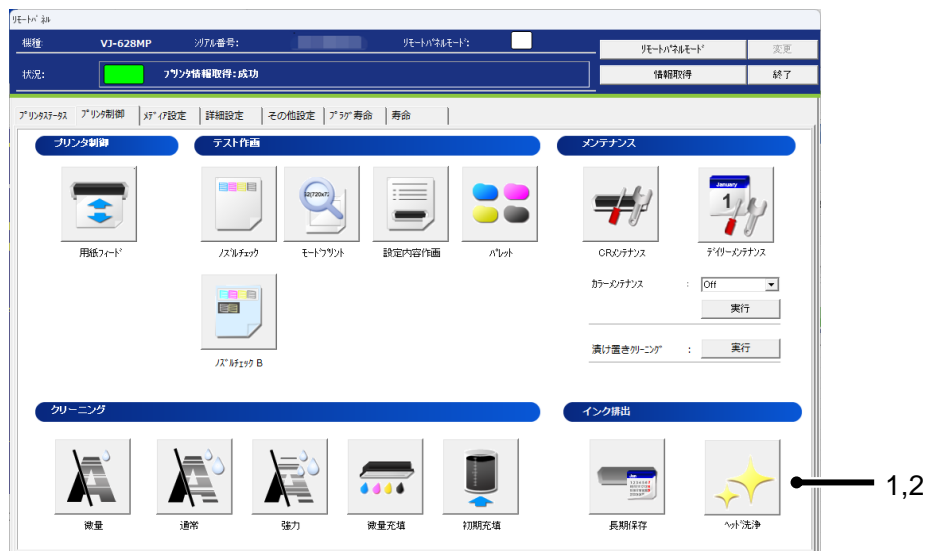 ﾘﾓｰﾄﾊﾟﾈﾙ
機種: VJ-628MP ｼﾘｱﾙ番号: ﾘﾓｰﾄﾊﾟﾈﾙﾓｰﾄﾞ: ﾘﾓｰﾄﾊﾟﾈﾙﾓｰﾄﾞ 変更
状況: ﾌﾟﾘﾝﾀ情報取得:成功 情報取得 終了
ﾌﾟﾘﾝﾀｽﾃｰﾀｽ ﾌﾟﾘﾝﾀ制御 ﾒﾃﾞｨｱ設定 詳細設定 その他設定 ﾌﾟﾗｸﾞ寿命 寿命
プリンタ制御 テスト作画 メンテナンス
January
1
用紙ﾌｨｰﾄﾞ ﾉｽﾞﾙﾁｪｯｸ ﾓｰﾄﾞﾌﾟﾘﾝﾄ 設定内容作画 ﾊﾟﾚｯﾄ CRﾒﾝﾃﾅﾝｽ ﾃﾞｲﾘｰﾒﾝﾃﾅﾝｽ
ｶﾗｰﾒﾝﾃﾅﾝｽ : Off
実行
漬け置きｸﾘｰﾆﾝｸﾞ : 実行
ﾉｽﾞﾙﾁｪｯｸ B
クリーニング インク排出
1,2
微量 通常 強力 微量充填 初期充填 長期保存 ﾍｯﾄﾞ洗浄